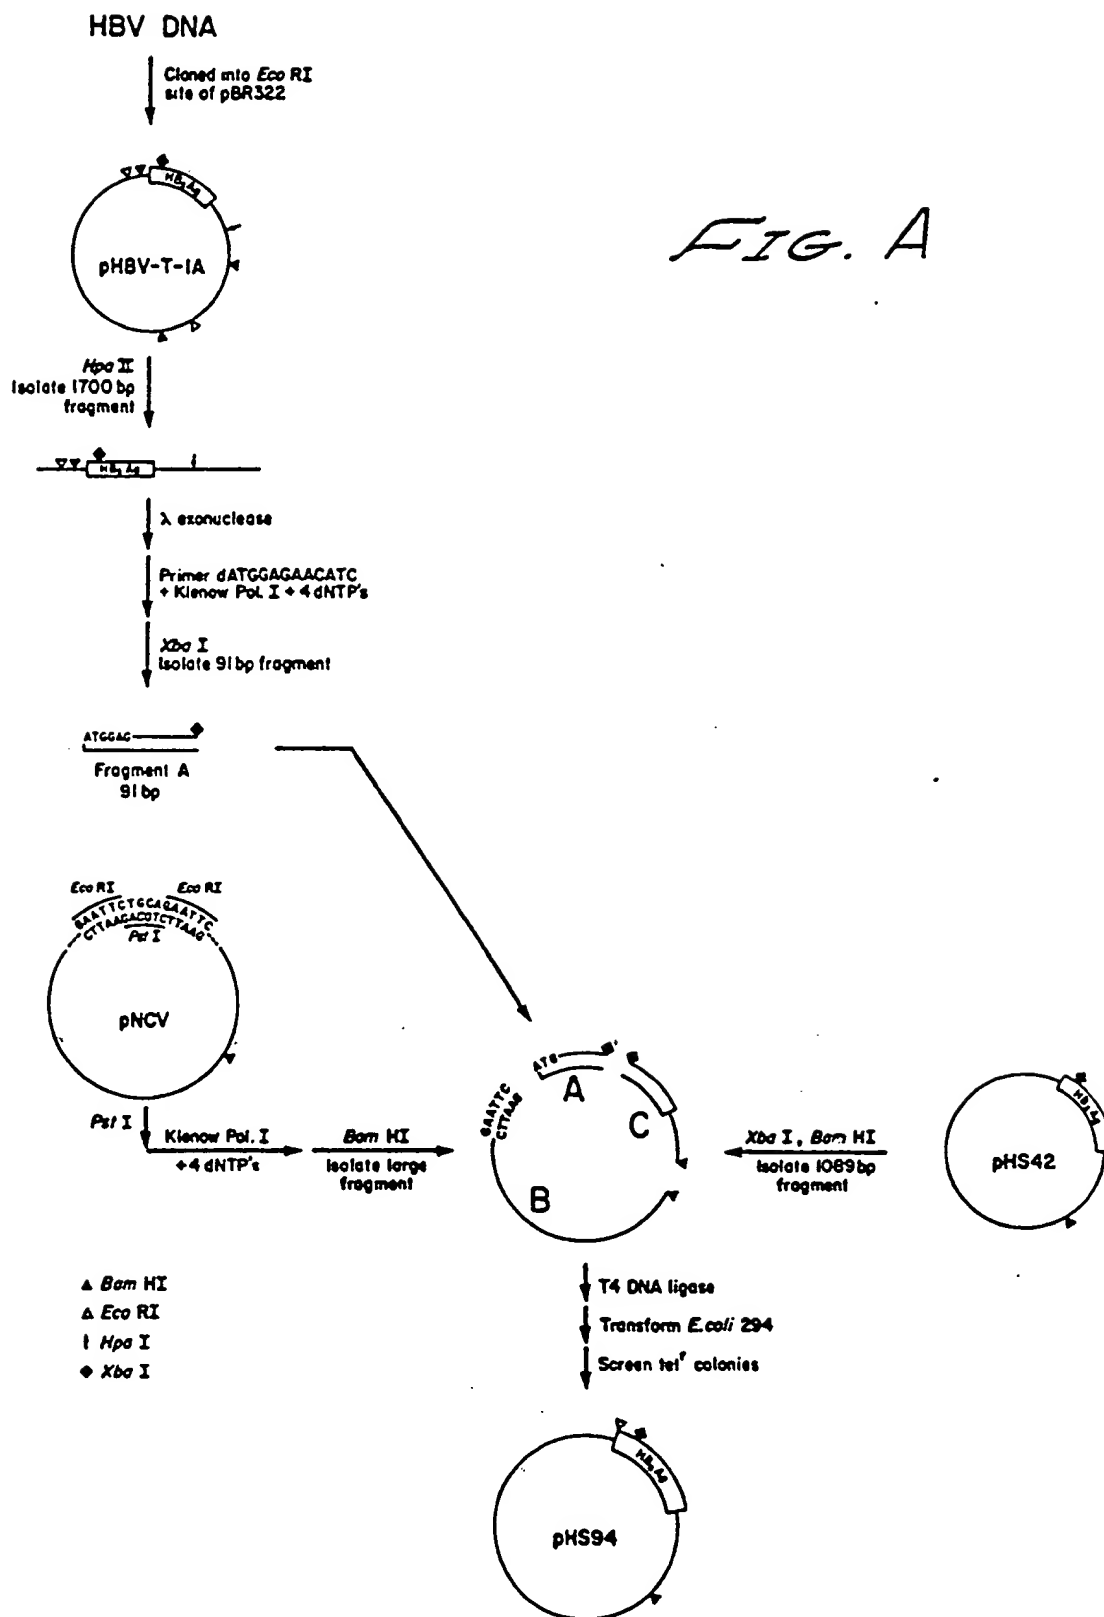 HBV DNA
Cloned into Eco RI
site of pBR322
HBsAg
pHBV-T-1A
FIG. A
Hpa II
Isolate 1700 bp
fragment
HBsAg
λ exonuclease
Primer dATGGAGAACATC
+ Klenow Pol. I + 4 dNTP's
Xba I
Isolate 91 bp fragment
ATGGAG
Fragment A
91 bp
Eco RI Eco RI
GAATTCTGCAGAATTC
CTTAAGACGTCTTAAG
Pst I
pNCV
Pst I
Klenow Pol. I
+4 dNTP's
Bam HI
Isolate large
fragment
ATG
A
GAATTC
CTTAAG
C
B
Xba I, Bam HI
Isolate 1089 bp
fragment
HBsAg
pHS42
▲ Bam HI
△ Eco RI
Hpa I
◆ Xba I
T4 DNA ligase
Transform E.coli 294
Screen tetʳ colonies
HBsAg
pHS94